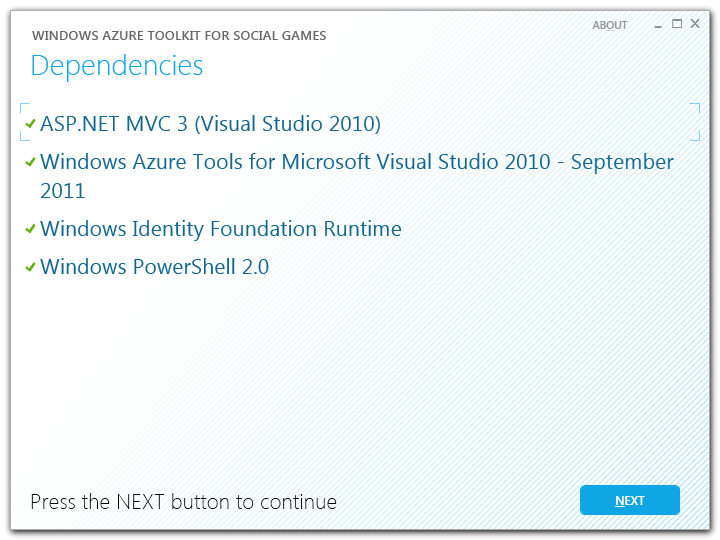 ABOUT
WINDOWS AZURE TOOLKIT FOR SOCIAL GAMES
Dependencies
ASP.NET MVC 3 (Visual Studio 2010)
Windows Azure Tools for Microsoft Visual Studio 2010 - September
2011
Windows Identity Foundation Runtime
Windows PowerShell 2.0
Press the NEXT button to continue
NEXT